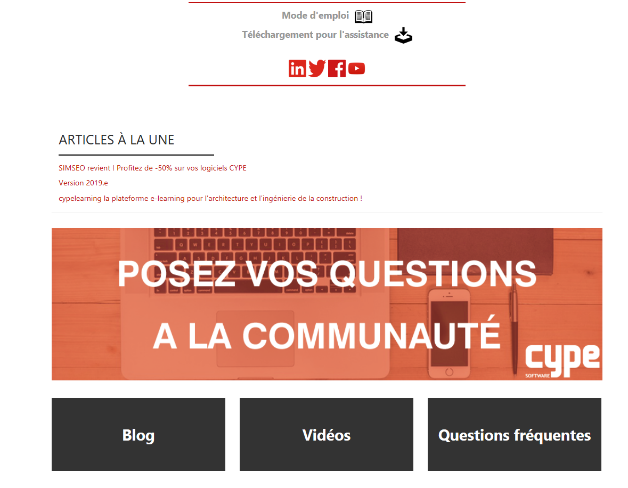 Mode d'emploi
Téléchargement pour l'assistance
ARTICLES À LA UNE
SIMSEO revient ! Profitez de -50% sur vos logiciels CYPE
Version 2019.e
cypelearning la plateforme e-learning pour l'architecture et l'ingénierie de la construction !
POSEZ VOS QUESTIONS
A LA COMMUNAUTÉ
cype
SOFTWARE
Blog
Vidéos
Questions fréquentes